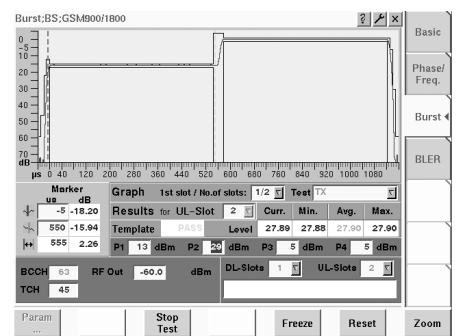 Burst;BS;GSM900/1800 ? ×
Basic
Phase/
Freq.
Burst
BLER
0
-5
10
20
30
40
50
60
70
dB
µs 0 40 120 200 280 360 440 520 600 680 760 840 920 1000 1080
Marker
us dB
-5 -18.20
550 -15.94
555 2.26
Graph 1st slot / No.of slots: 1/2 Test TX
Results for UL-Slot 2 Curr. Min. Avg. Max.
Template PASS Level 27.89 27.88 27.90 27.90
P1 13 dBm P2 29 dBm P3 5 dBm P4 5 dBm
BCCH 63 RF Out -60.0 dBm DL-Slots 1 UL-Slots 2
TCH 45
Param
...
Stop
Test
Freeze
Reset
Zoom